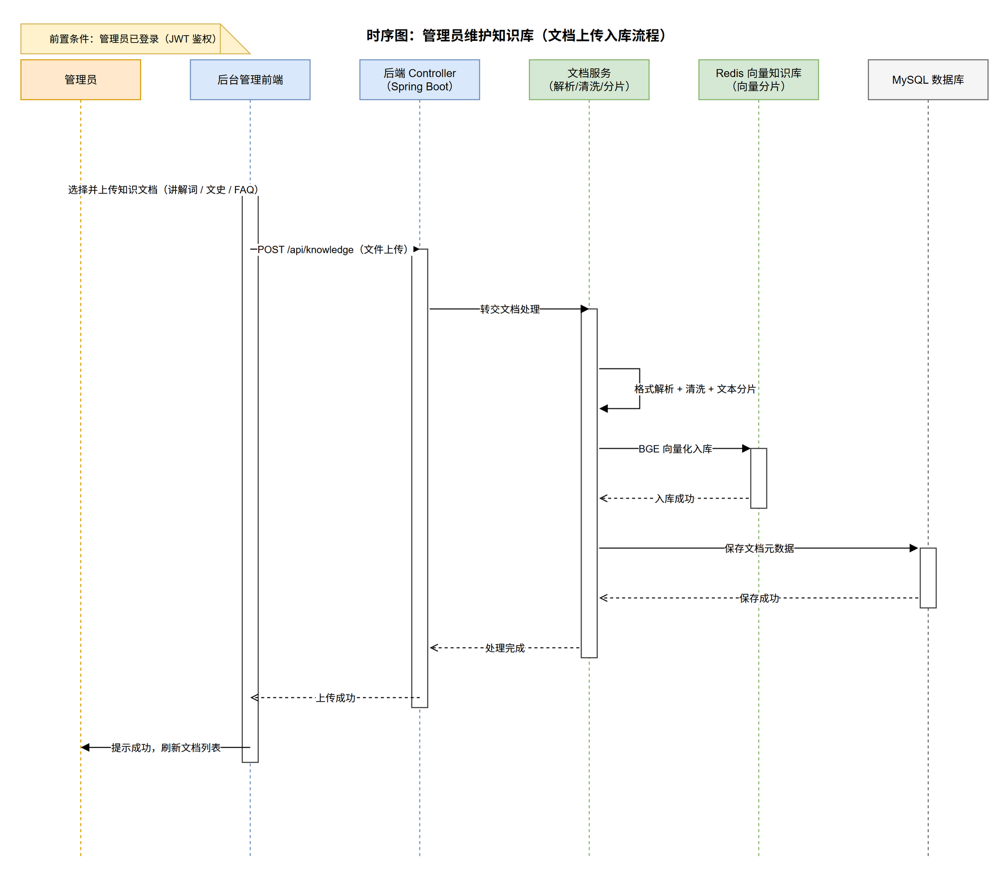 前置条件：管理员已登录（JWT 鉴权）
时序图：管理员维护知识库（文档上传入库流程）
管理员
后台管理前端
后端 Controller
（Spring Boot）
文档服务
（解析/清洗/分片）
Redis 向量知识库
（向量分片）
MySQL 数据库
选择并上传知识文档（讲解词 / 文史 / FAQ）
POST /api/knowledge（文件上传）
转交文档处理
格式解析 + 清洗 + 文本分片
BGE 向量化入库
入库成功
保存文档元数据
保存成功
处理完成
上传成功
提示成功，刷新文档列表